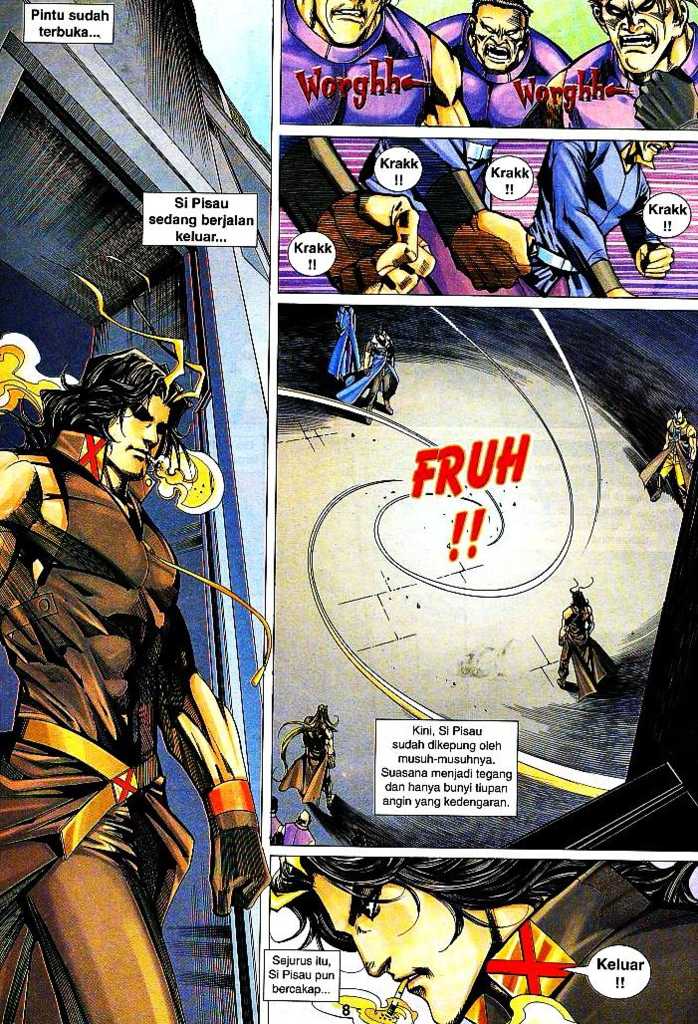 Pintu sudah
terbuka...
Si Pisau
sedang berjalan
keluar...
Worghh
Worghh
Krakk
!!
Krakk
!!
Krakk
!!
Krakk
!!
FRUH
!!
Kini, Si Pisau
sudah dikepung oleh
musuh-musuhnya.
Suasana menjadi tegang
dan hanya bunyi tiupan
angin yang kedengaran.
Sejurus itu,
Si Pisau pun
bercakap...
Keluar
!!
8